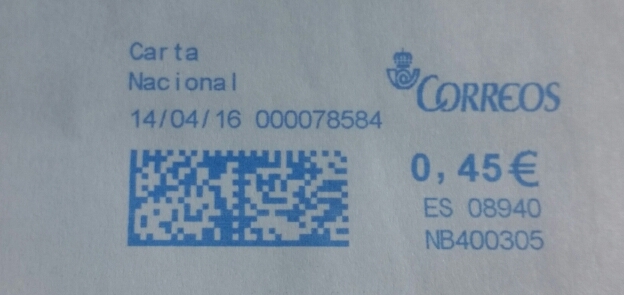 Carta
Nacional
14/04/16 000078584
CORREOS
0,45€
ES 08940
NB400305